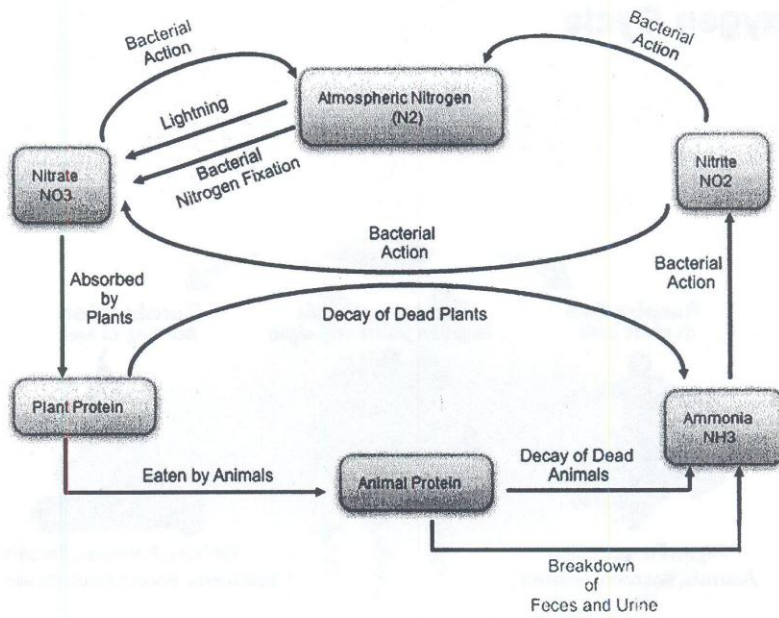 Bacterial
Action
Bacterial
Action
Atmospheric Nitrogen
(N2)
Lightning
Bacterial
Nitrogen Fixation
Nitrate
NO3
Nitrite
NO2
Bacterial
Action
Absorbed
by
Plants
Bacterial
Action
Decay of Dead Plants
Plant Protein
Ammonia
NH3
Eaten by Animals
Animal Protein
Decay of Dead
Animals
Breakdown
of
Feces and Urine